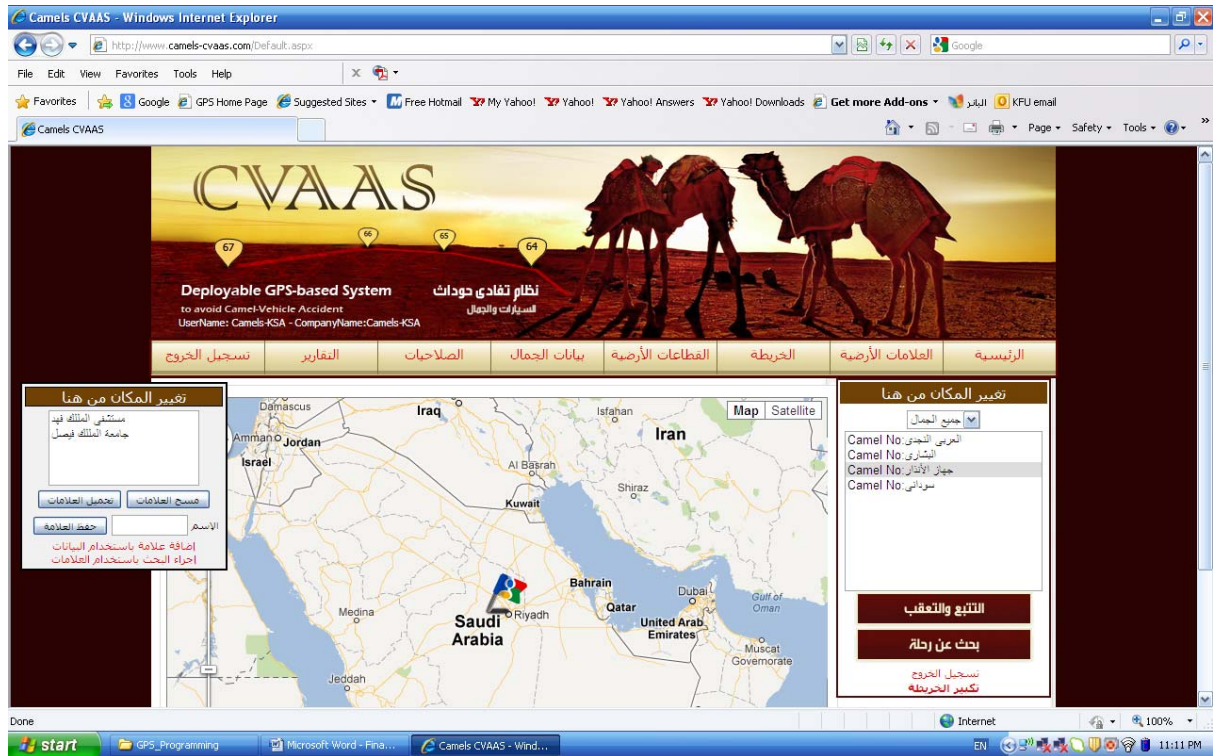 Camels CVAAS - Windows Internet Explorer
http://www.camels-cvaas.com/Default.aspx
Google
File Edit View Favorites Tools Help
x
Favorites Google GPS Home Page Suggested Sites Free Hotmail My Yahoo! Yahoo! Yahoo! Answers Yahoo! Downloads Get more Add-ons البانر KFU email
Camels CVAAS
Page Safety Tools
CVAAS
67 66 65 64
Deployable GPS-based System
to avoid Camel-Vehicle Accident
UserName: Camels-KSA - CompanyName:Camels-KSA
نظام تفادي حودات
السيارات والجمال
الرئيسية العلامات الأرضية الخريطة القطاعات الأرضية بيانات الجمال الصلاحيات التقارير تسجيل الخروج
تغيير المكان من هنا
جميع الجمال
Camel No:العربى النجدى
Camel No:البشارى
Camel No:جهاز الأنذار
Camel No:سودانى
التتبع والتعقب
بحث عن رحلة
تسجيل الخروج
تكبير الخريطة
تغيير المكان من هنا
مستشفى الملك فهد
جامعة الملك فيصل
مسح العلامات تحميل العلامات
الاسم حفظ العلامة
إضافة علامة باستخدام البيانات
إجراء البحث باستخدام العلامات
Map Satellite
Damascus
Iraq
Isfahan
Iran
Amman
Jordan
Israel
Al Basrah
Shiraz
Kuwait
Bahrain
Dubai
Gulf of Oman
Medina
Saudi Arabia
Riyadh
Qatar
United Arab Emirates
Muscat Governorate
Jeddah
Done
Internet
100%
start
GPS_Programming
Microsoft Word - Fina...
Camels CVAAS - Wind...
EN
11:11 PM